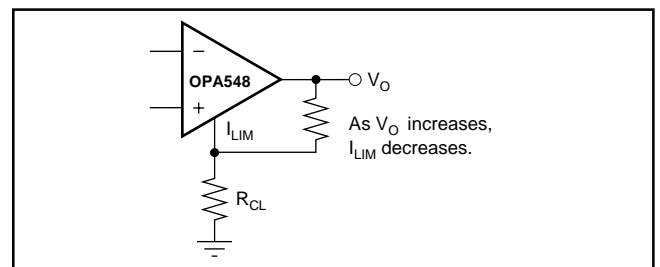 −
OPA548
+
V_O
I_LIM
As V_O increases,
I_LIM decreases.
R_CL